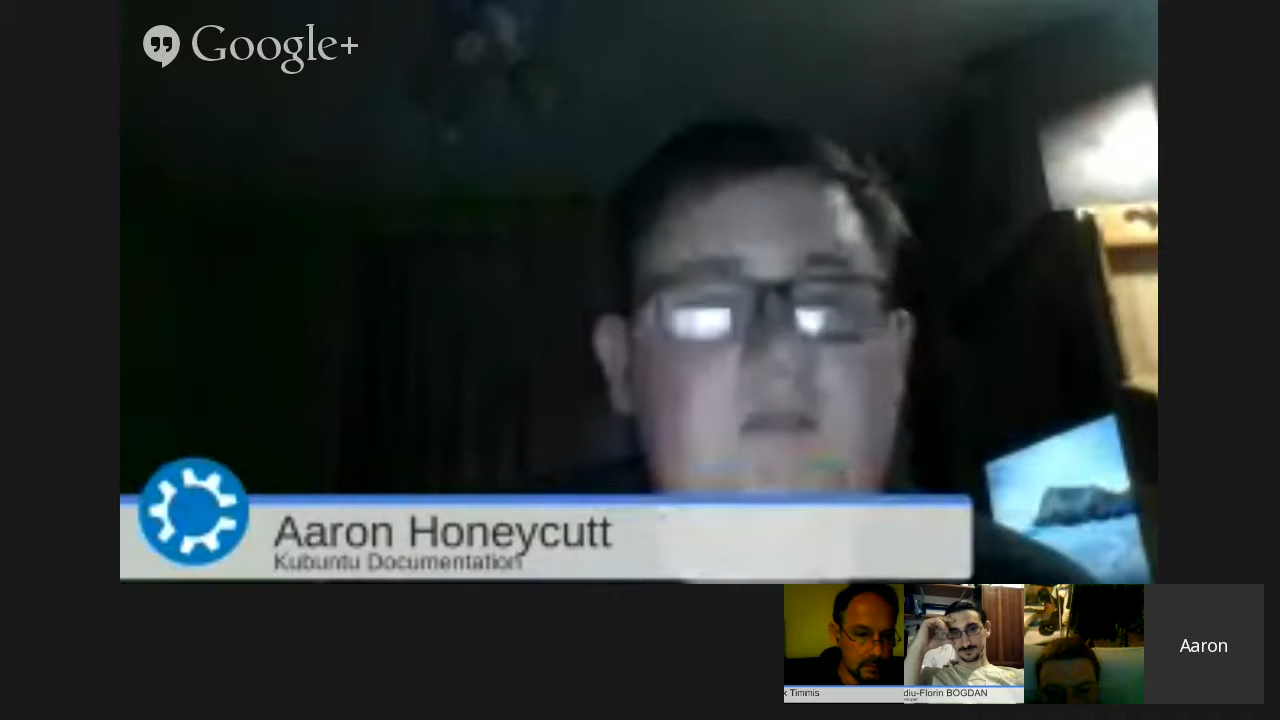 Google+
Aaron Honeycutt
Kubuntu Documentation
k Timmis
diu-Florin BOGDAN
Aaron